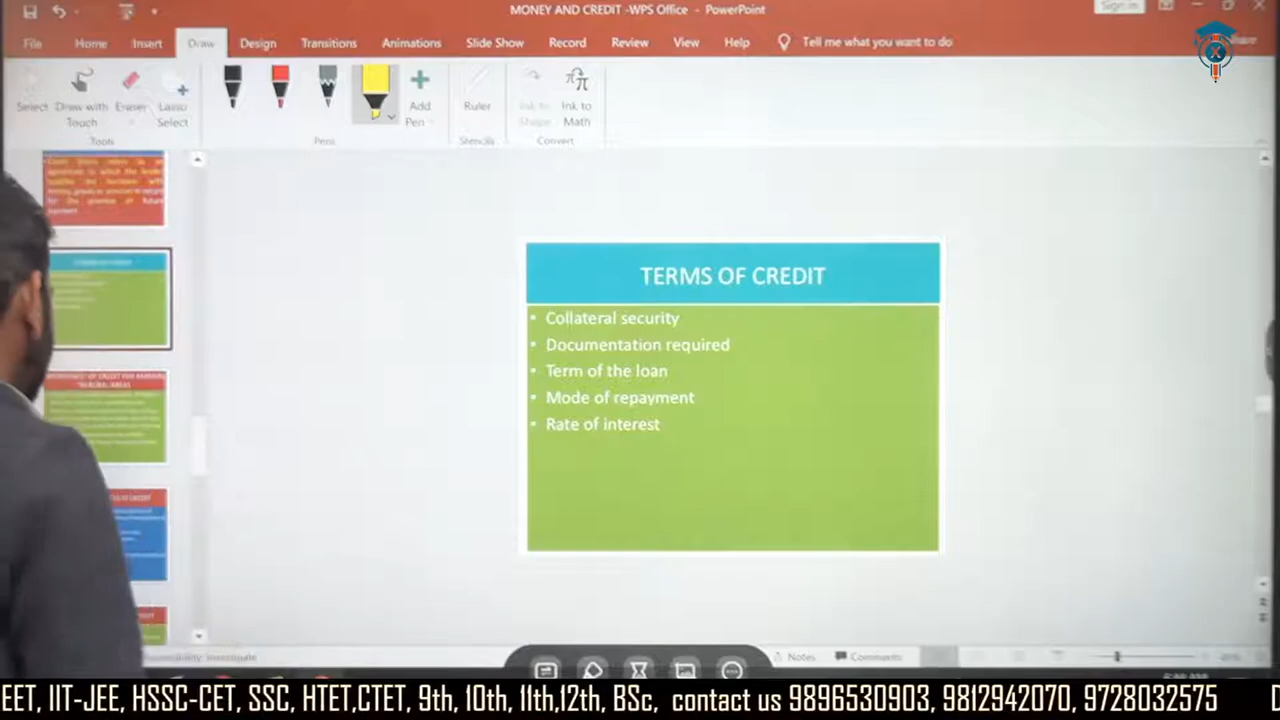 MONEY AND CREDIT -WPS Office - PowerPoint
Sign in
File Home Insert Draw Design Transitions Animations Slide Show Record Review View Help Tell me what you want to do Share
Select Draw with Touch Eraser Lasso Select Add Pen Ruler Ink to Shape Ink to Math
Tools Pens Stencils Convert
TERMS OF CREDIT
• Collateral security
• Documentation required
• Term of the loan
• Mode of repayment
• Rate of interest
Notes Comments
EET, IIT-JEE, HSSC-CET, SSC, HTET,CTET, 9th, 10th, 11th,12th, BSc, contact us 9896530903, 9812942070, 9728032575